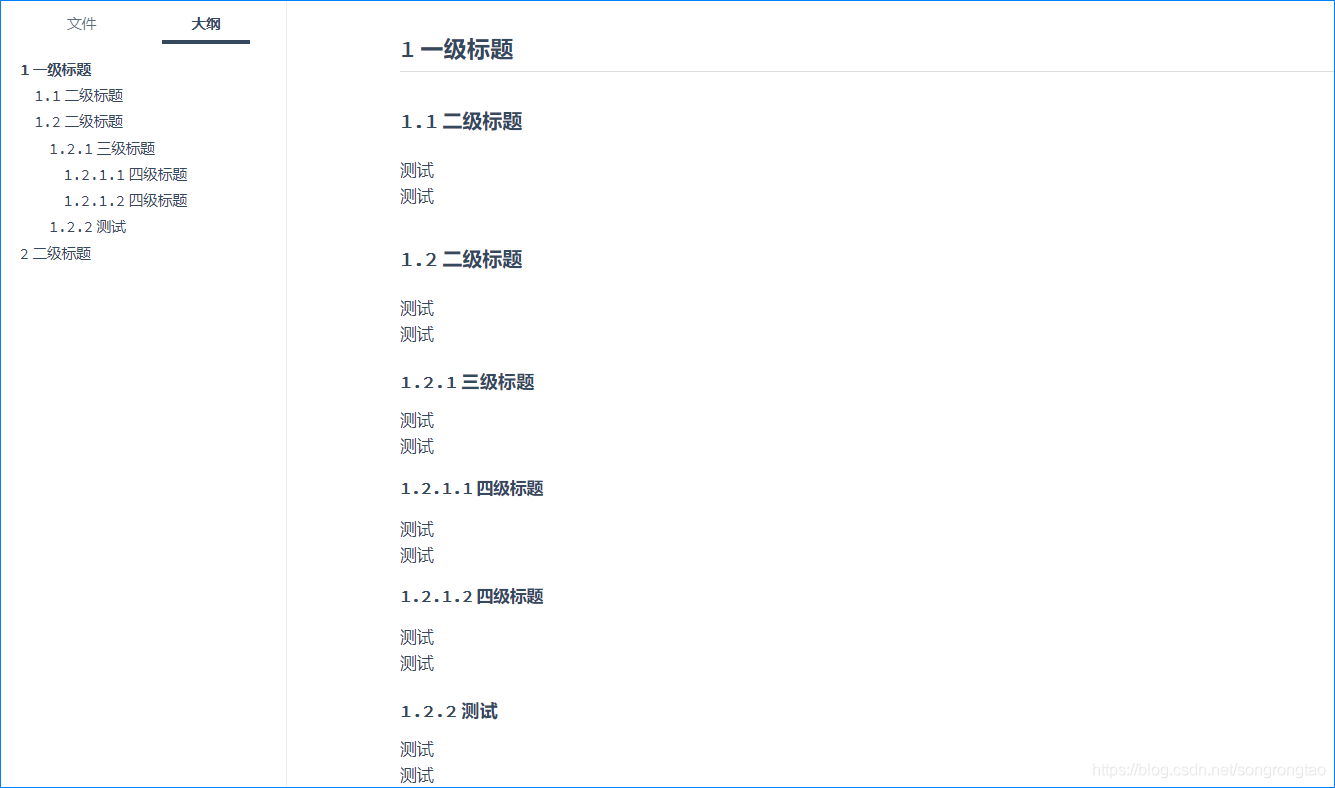 文件 大纲
1 一级标题
1.1 二级标题
1.2 二级标题
1.2.1 三级标题
1.2.1.1 四级标题
1.2.1.2 四级标题
1.2.2 测试
2 二级标题
1 一级标题
1.1 二级标题
测试
测试
1.2 二级标题
测试
测试
1.2.1 三级标题
测试
测试
1.2.1.1 四级标题
测试
测试
1.2.1.2 四级标题
测试
测试
1.2.2 测试
测试
测试
https://blog.csdn.net/songrongtao